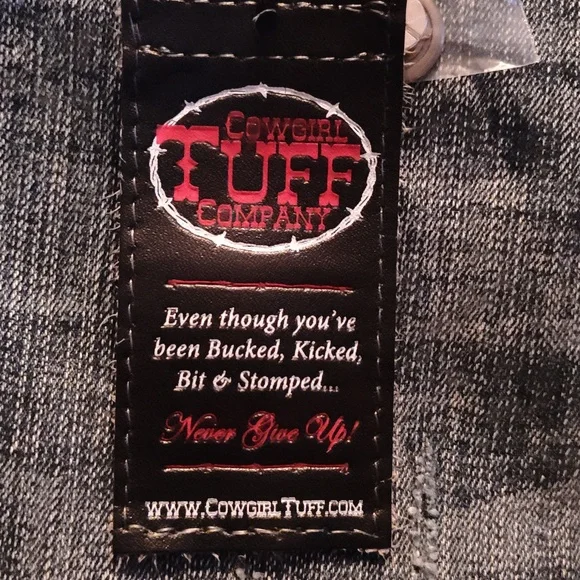 COWGIRL
TUFF
COMPANY
Even though you've
been Bucked, Kicked,
Bit & Stomped...
Never Give Up!
WWW.COWGIRLTUFF.COM